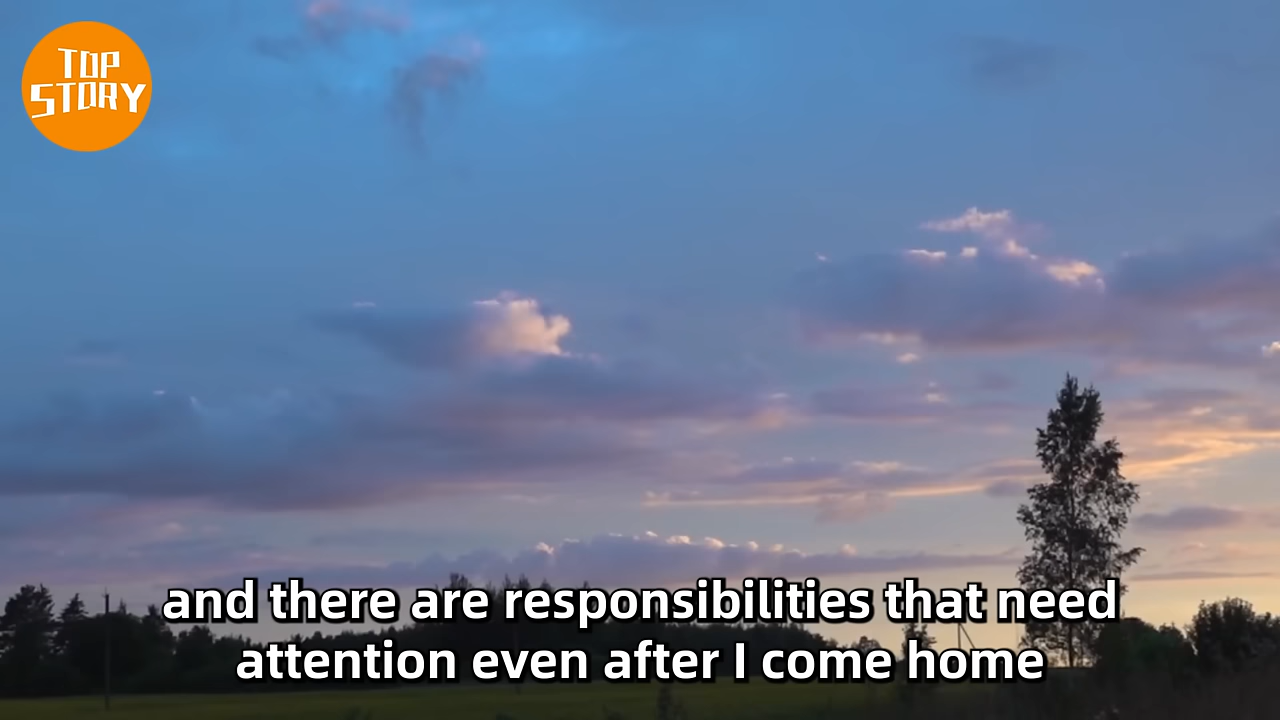 TOP
STORY
and there are responsibilities that need
attention even after I come home